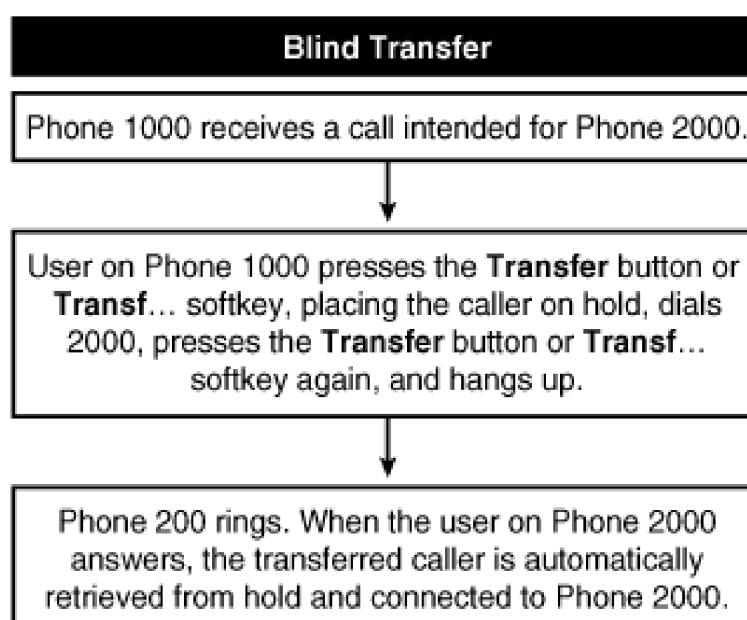 Blind Transfer
Phone 1000 receives a call intended for Phone 2000.
User on Phone 1000 presses the Transfer button or
Transf... softkey, placing the caller on hold, dials
2000, presses the Transfer button or Transf...
softkey again, and hangs up.
Phone 200 rings. When the user on Phone 2000
answers, the transferred caller is automatically
retrieved from hold and connected to Phone 2000.